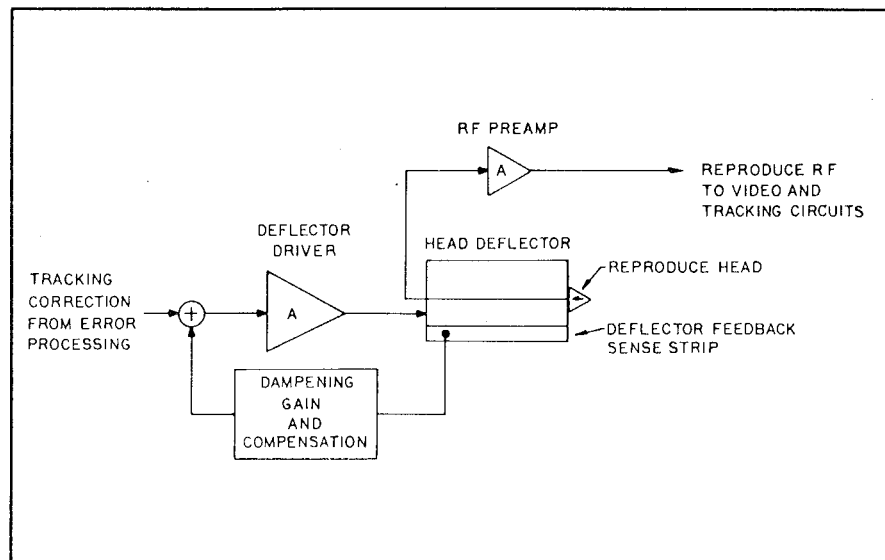 RF PREAMP
A
REPRODUCE RF
TO VIDEO AND
TRACKING CIRCUITS
DEFLECTOR
DRIVER
HEAD DEFLECTOR
REPRODUCE HEAD
TRACKING
CORRECTION
FROM ERROR
PROCESSING
+
A
DEFLECTOR FEEDBACK
SENSE STRIP
DAMPENING
GAIN
AND
COMPENSATION